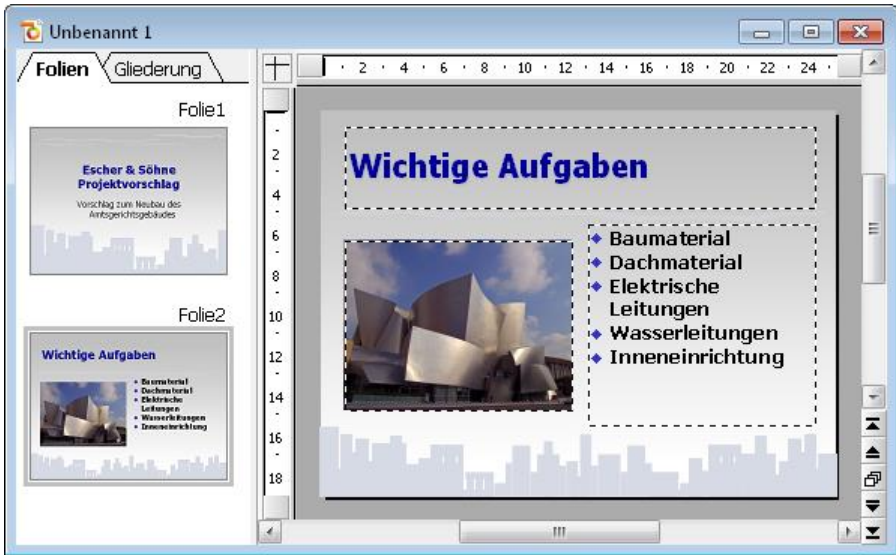 Unbenannt 1
Folien
Gliederung
2 4 6 8 10 12 14 16 18 20 22 24
Folie1
Escher & Söhne
Projektvorschlag
Vorschlag zum Neubau des
Amtsgerichtsgebäudes
Folie2
Wichtige Aufgaben
Baumaterial
Dachmaterial
Elektrische
Leitungen
Wasserleitungen
Inneneinrichtung
2
4
6
8
10
12
14
16
18
Wichtige Aufgaben
Baumaterial
Dachmaterial
Elektrische
Leitungen
Wasserleitungen
Inneneinrichtung